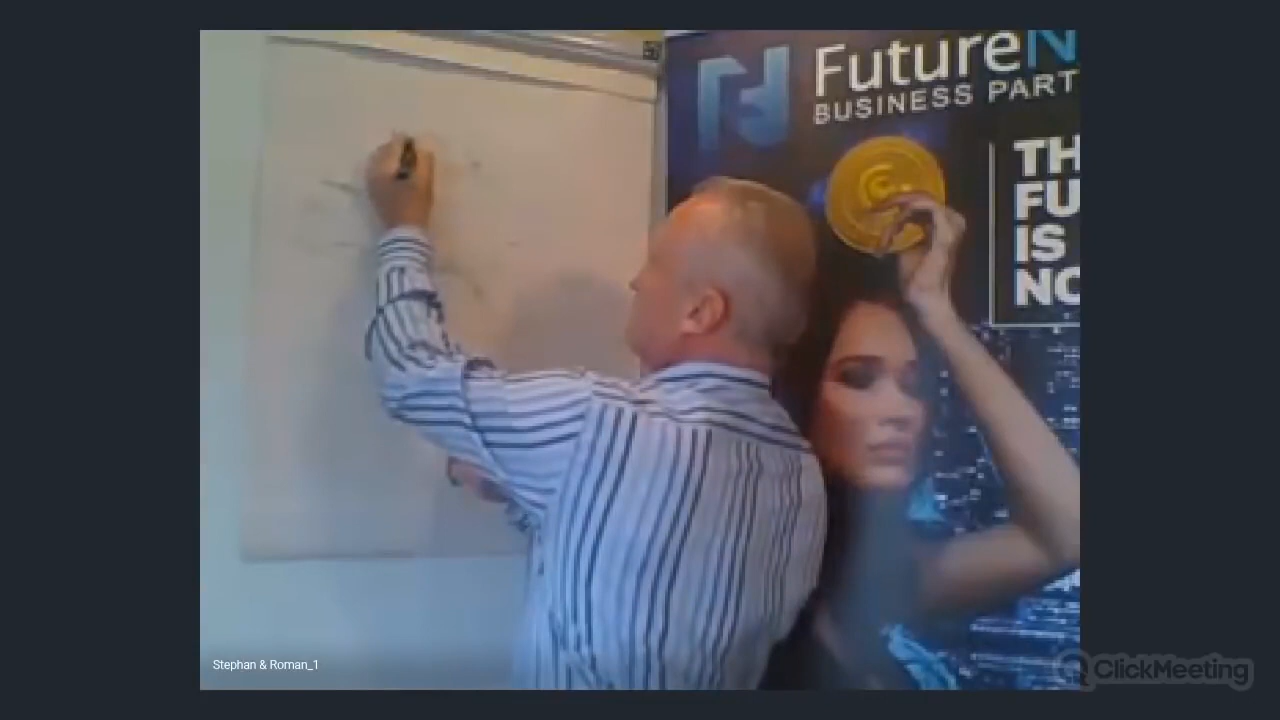 FutureN
BUSINESS PART
TH
FU
IS
NO
Stephan & Roman_1
ClickMeeting